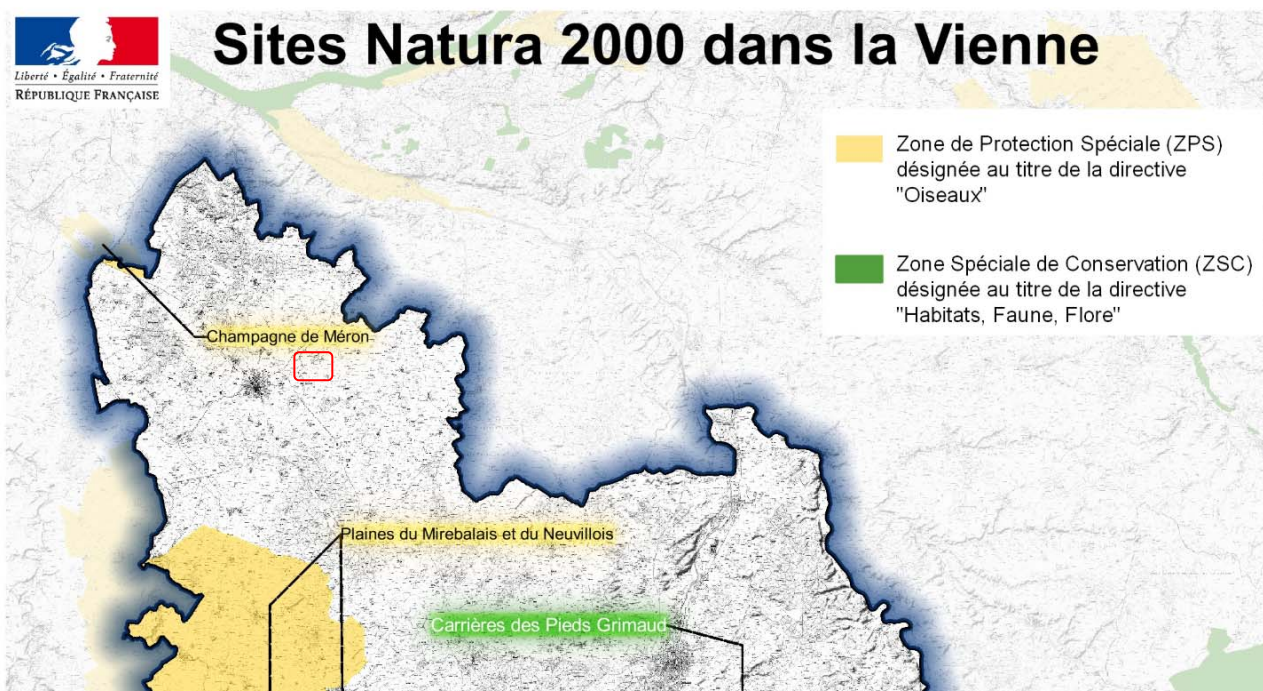 Sites Natura 2000 dans la Vienne
Liberté • Égalité • Fraternité
RÉPUBLIQUE FRANÇAISE
Zone de Protection Spéciale (ZPS)
désignée au titre de la directive
"Oiseaux"
Zone Spéciale de Conservation (ZSC)
désignée au titre de la directive
"Habitats, Faune, Flore"
Champagne de Méron
Plaines du Mirebalais et du Neuvillois
Carrières des Pieds Grimaud